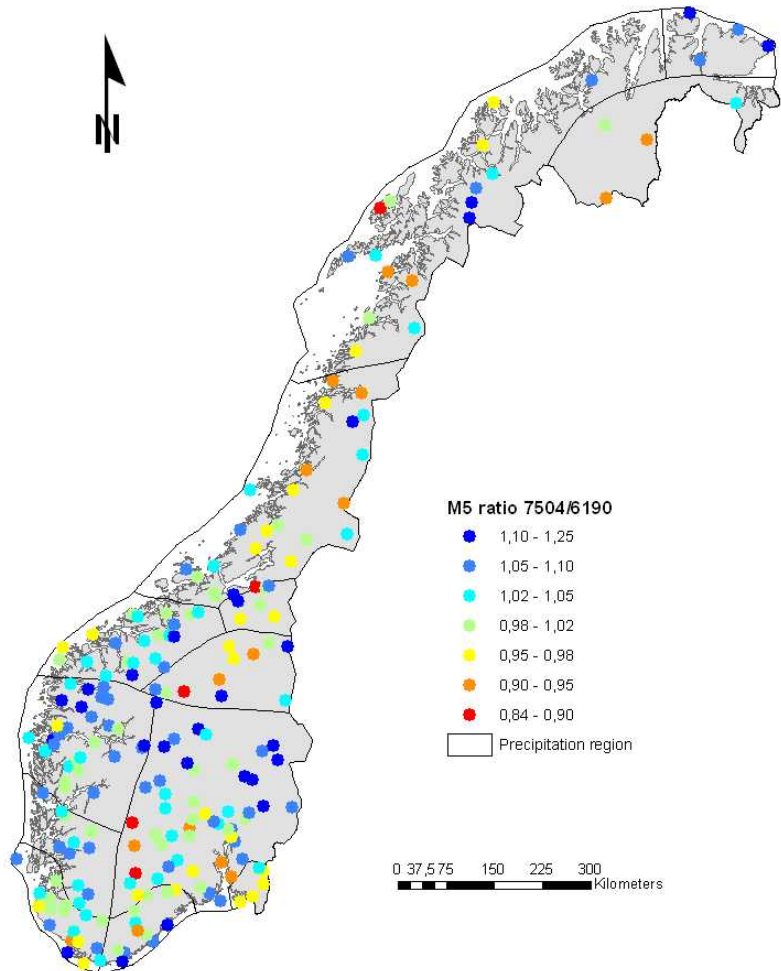 N
M5 ratio 7504/6190
1,10 - 1,25
1,05 - 1,10
1,02 - 1,05
0,98 - 1,02
0,95 - 0,98
0,90 - 0,95
0,84 - 0,90
Precipitation region
0 37,575 150 225 300
Kilometers